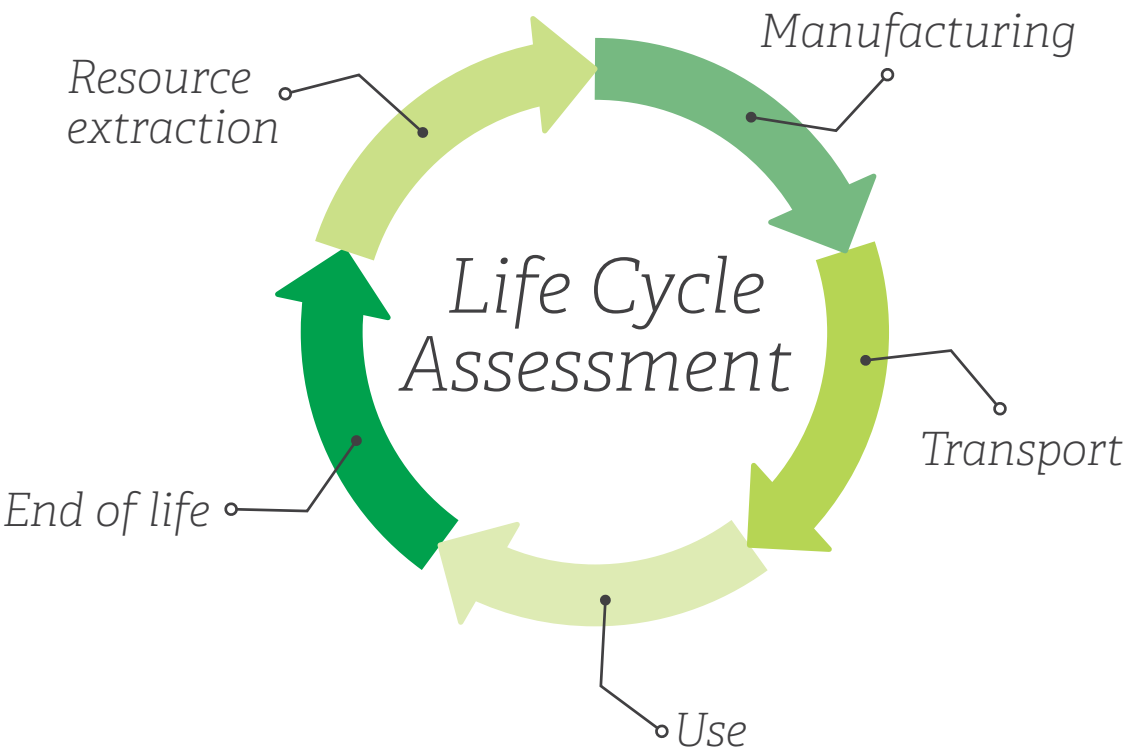 Manufacturing
Resource
extraction
Life Cycle
Assessment
Transport
End of life
Use